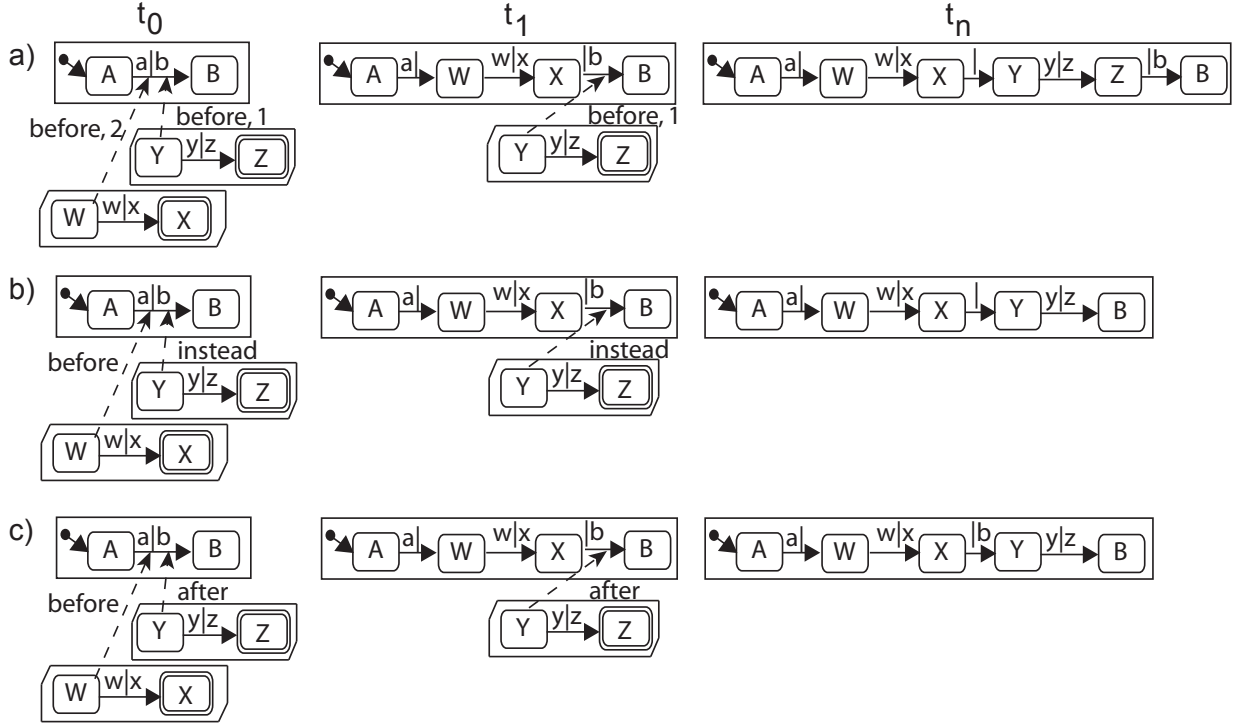 t0 t1 tn
a) A a|b B A a| W w|x X |b B A a| W w|x X | Y y|z Z |b B
before, 2 before, 1 before, 1
Y y|z Z Y y|z Z
W w|x X
b) A a|b B A a| W w|x X |b B A a| W w|x X | Y y|z B
before instead instead
Y y|z Z Y y|z Z
W w|x X
c) A a|b B A a| W w|x X |b B A a| W w|x X |b Y y|z B
before after after
Y y|z Z Y y|z Z
W w|x X